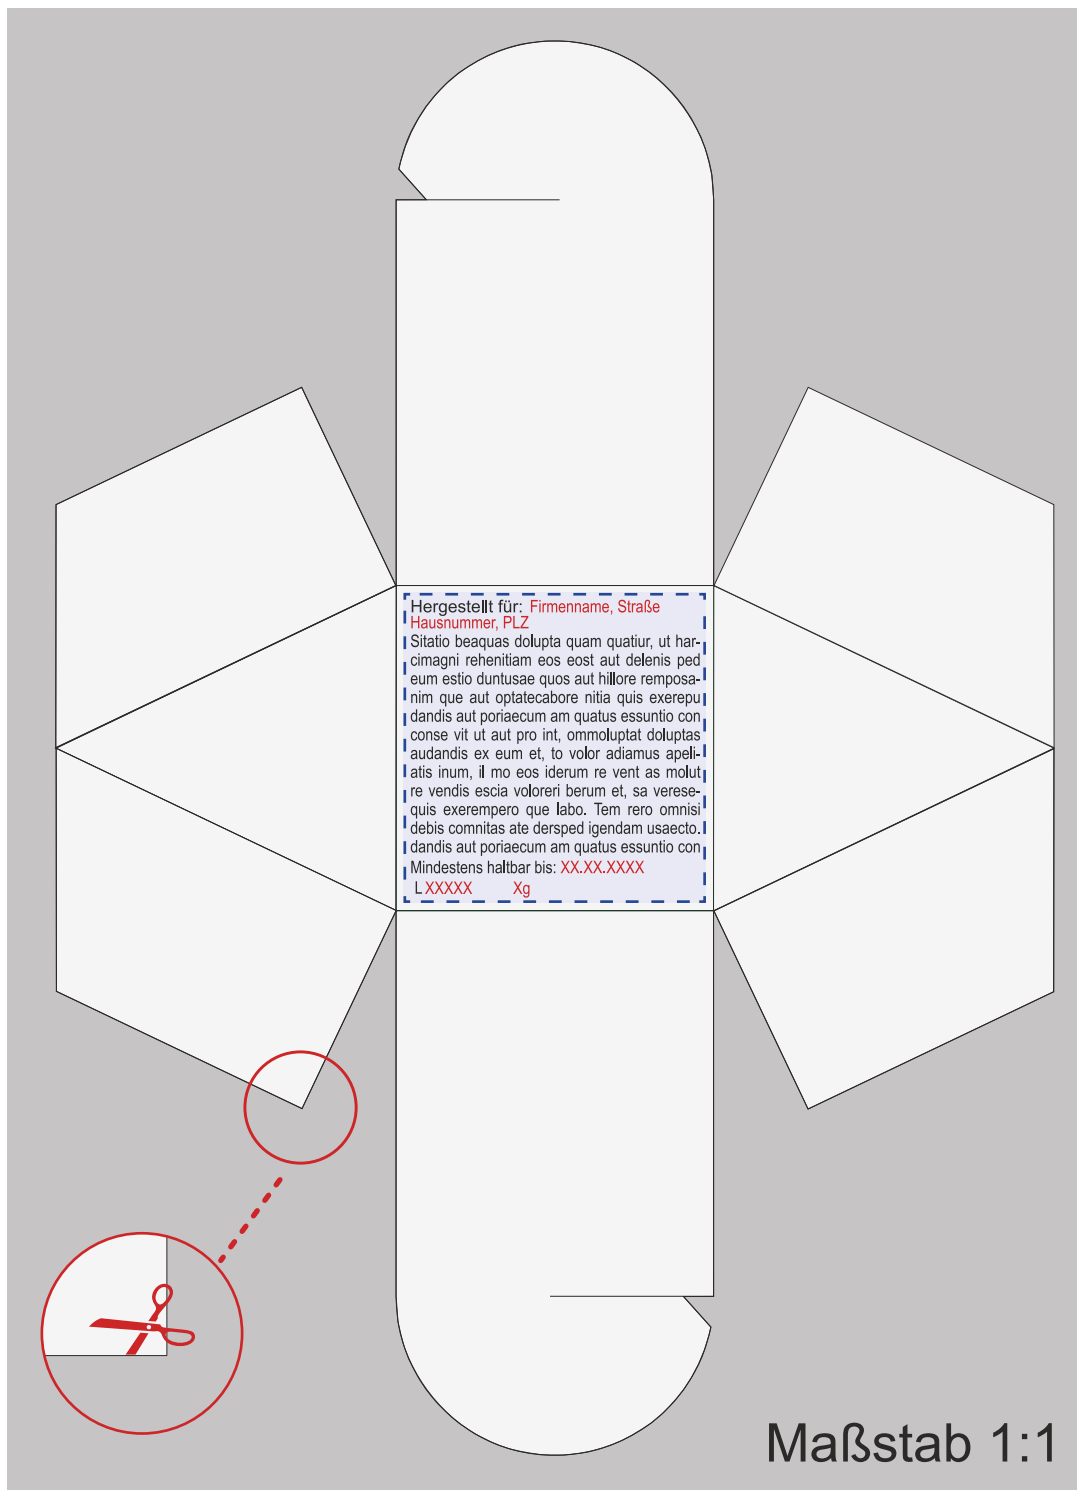 Hergestellt für: Firmenname, Straße
Hausnummer, PLZ
Sitatio beaquas dolupta quam quatiur, ut har-
cimagni rehenitiam eos eost aut delenis ped
eum estio duntusae quos aut hillore remposa-
nim que aut optatecabore nitia quis exerepu
dandis aut poriaecum am quatus essuntio con
conse vit ut aut pro int, ommoluptat doluptas
audandis ex eum et, to volor adiamus apeli-
atis inum, il mo eos iderum re vent as molut
re vendis escia voloreri berum et, sa verese-
quis exerempero que labo. Tem rero omnisi
debis comnitas ate dersped igendam usaecto.
dandis aut poriaecum am quatus essuntio con
Mindestens haltbar bis: XX.XX.XXXX
L XXXXX Xg
Maßstab 1:1